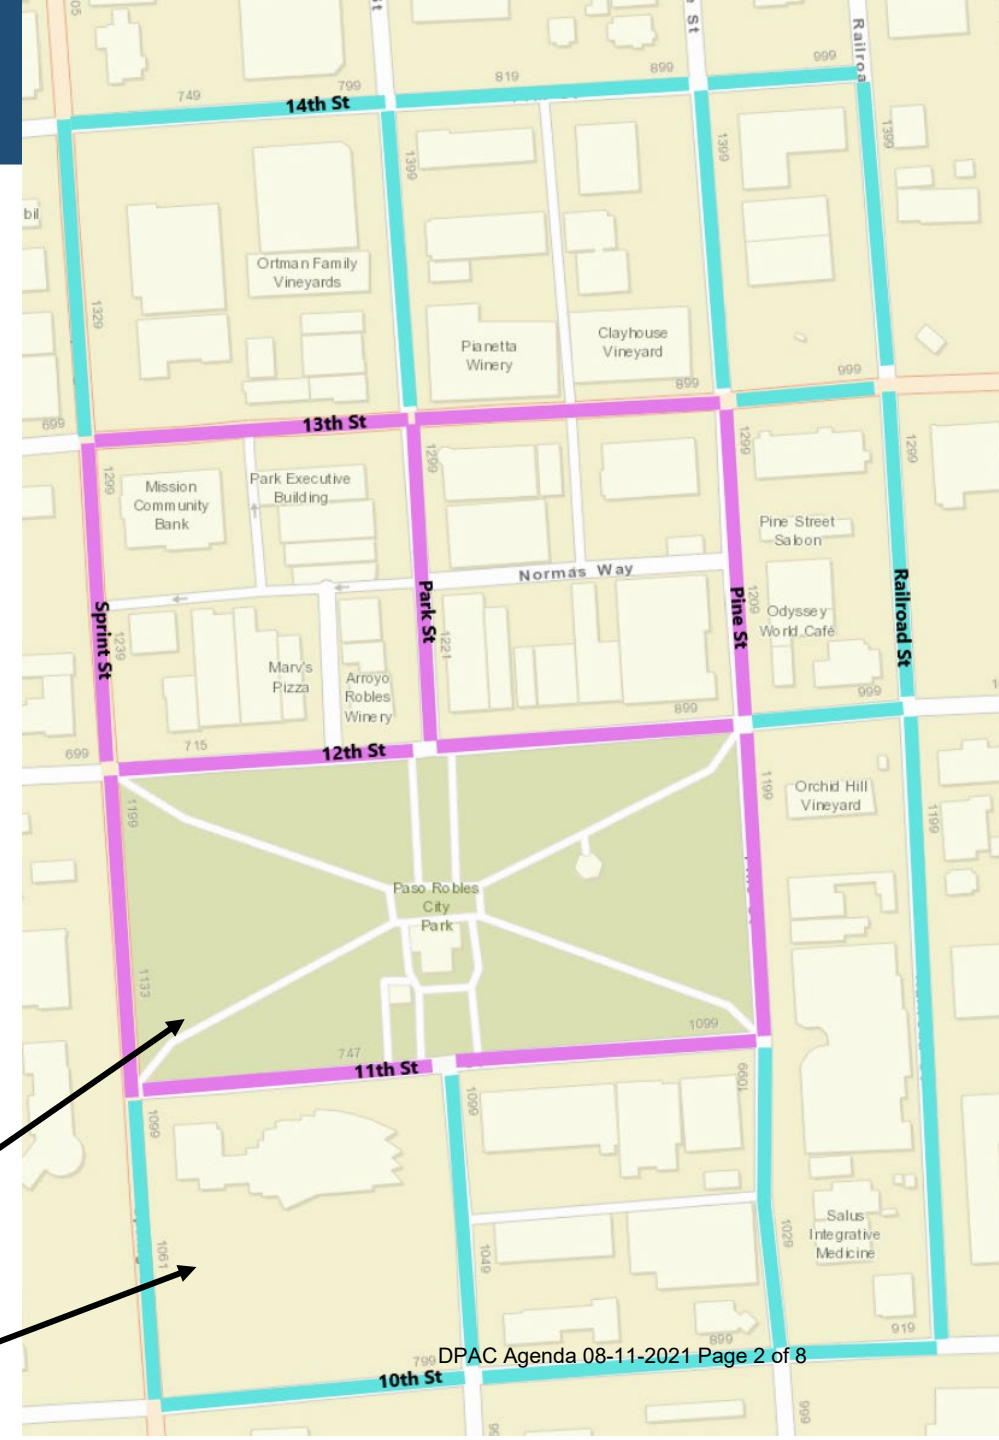 05
St
St
Railroa
999
899
819
799
749
14th St
1399
1399
1399
bil
Ortman Family
Vineyards
1329
Pianetta
Winery
Clayhouse
Vineyard
999
899
699
13th St
1299
1299
1299
1299
Mission
Community
Bank
Park Executive
Building
Pine Street
Saloon
Normas Way
Sprint St
Park St
Pine St
Railroad St
1209
1239
1221
Odyssey
World Café
Marv's
Pizza
Arroyo
Robles
Winery
999
899
699
715
12th St
1199
1199
1199
Orchid Hill
Vineyard
Paso Robles
City
Park
1133
1099
747
11th St
1099
1099
1099
Salus
Integrative
Medicine
1029
1049
1061
919
899
799
DPAC Agenda 08-11-2021 Page 2 of 8
10th St
999